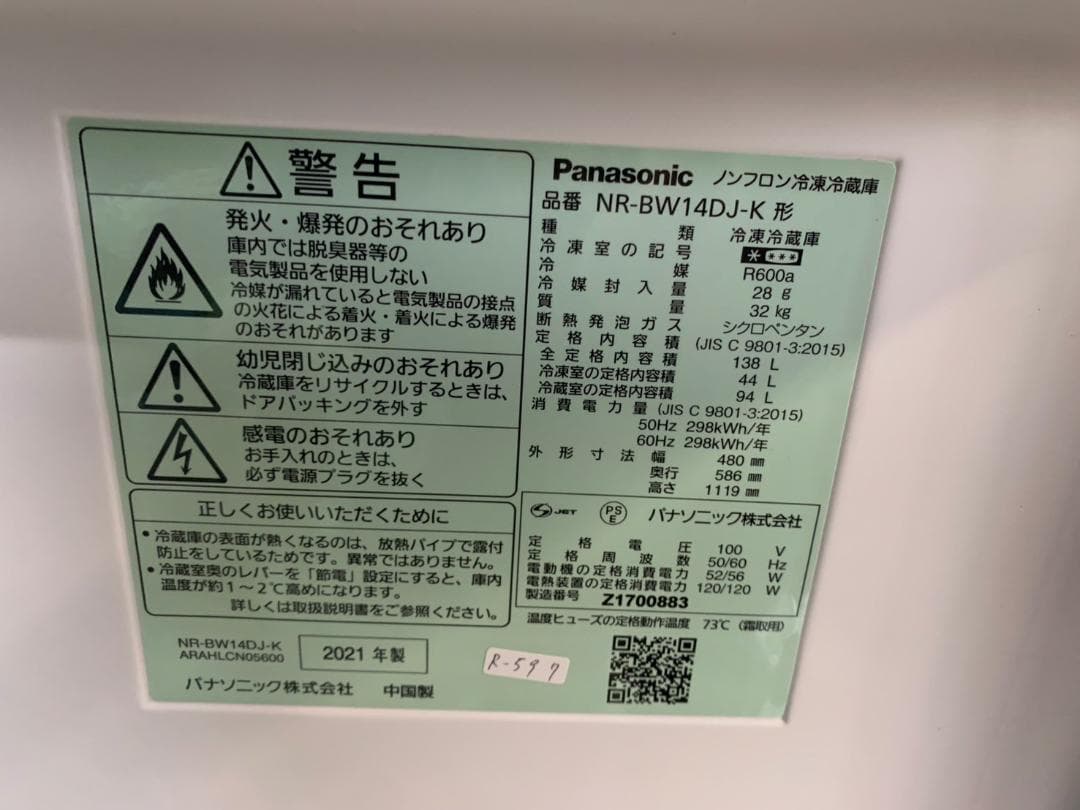 警告
発火・爆発のおそれあり
庫内では脱臭器等の
電気製品を使用しない
冷媒が漏れていると電気製品の接点
の火花による着火・着火による爆発
のおそれがあります
幼児閉じ込みのおそれあり
冷蔵庫をリサイクルするときは、
ドアパッキングを外す
感電のおそれあり
お手入れのときは、
必ず電源プラグを抜く
正しくお使いいただくために
・冷蔵庫の表面が熱くなるのは、放熱パイプで露付
防止をしているためです。異常ではありません。
・冷蔵室奥のレバーを「節電」設定にすると、庫内
温度が約1~2℃高めになります。
詳しくは取扱説明書をご参照ください。
NR-BW14DJ-K
ARAHLCN05600
2021年製
パナソニック株式会社 中国製
R-597
Panasonic ノンフロン冷凍冷蔵庫
品番 NR-BW14DJ-K 形
種類 冷凍冷蔵庫
冷凍室の記号 * ***
冷媒 R600a
冷媒封入量 28 g
質量 32 kg
断熱発泡ガス シクロペンタン
定格内容積 (JIS C 9801-3:2015)
全定格内容積 138 L
冷凍室の定格内容積 44 L
冷蔵室の定格内容積 94 L
消費電力量 (JIS C 9801-3:2015)
50Hz 298kWh/年
60Hz 298kWh/年
外形寸法 幅 480 ㎜
奥行 586 ㎜
高さ 1119 ㎜
S JET PS E パナソニック株式会社
定格電圧 100 V
定格周波数 50/60 Hz
電動機の定格消費電力 52/56 W
電熱装置の定格消費電力 120/120 W
製造番号 Z1700883
温度ヒューズの定格動作温度 73℃ (霜取用)